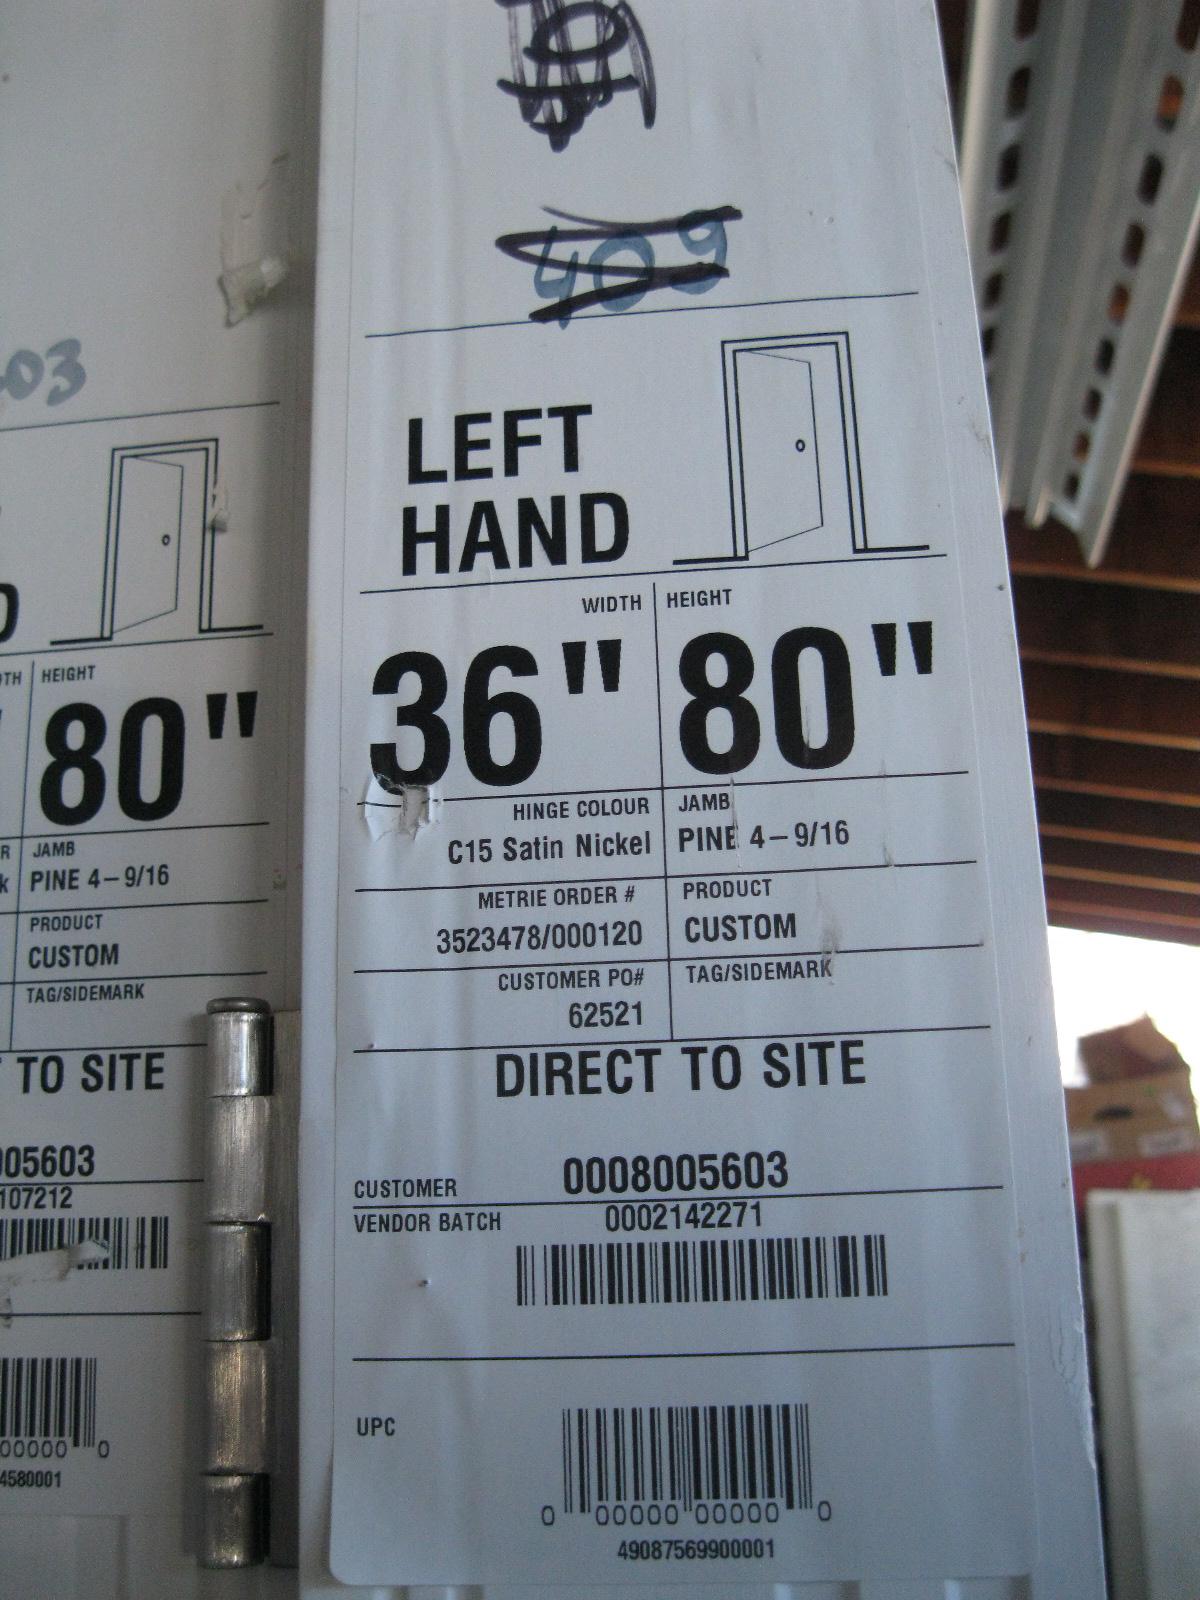 409
LEFT
HAND
WIDTH HEIGHT
36" 80"
HINGE COLOUR JAMB
C15 Satin Nickel PINE 4-9/16
METRIE ORDER # PRODUCT
3523478/000120 CUSTOM
CUSTOMER PO# TAG/SIDEMARK
62521
DIRECT TO SITE
CUSTOMER 0008005603
VENDOR BATCH 0002142271
UPC
0 00000 00000 0
49087569900001
03
D
HEIGHT
80"
JAMB
PINE 4-9/16
PRODUCT
CUSTOM
TAG/SIDEMARK
TO SITE
005603
107212
00000 0
4580001